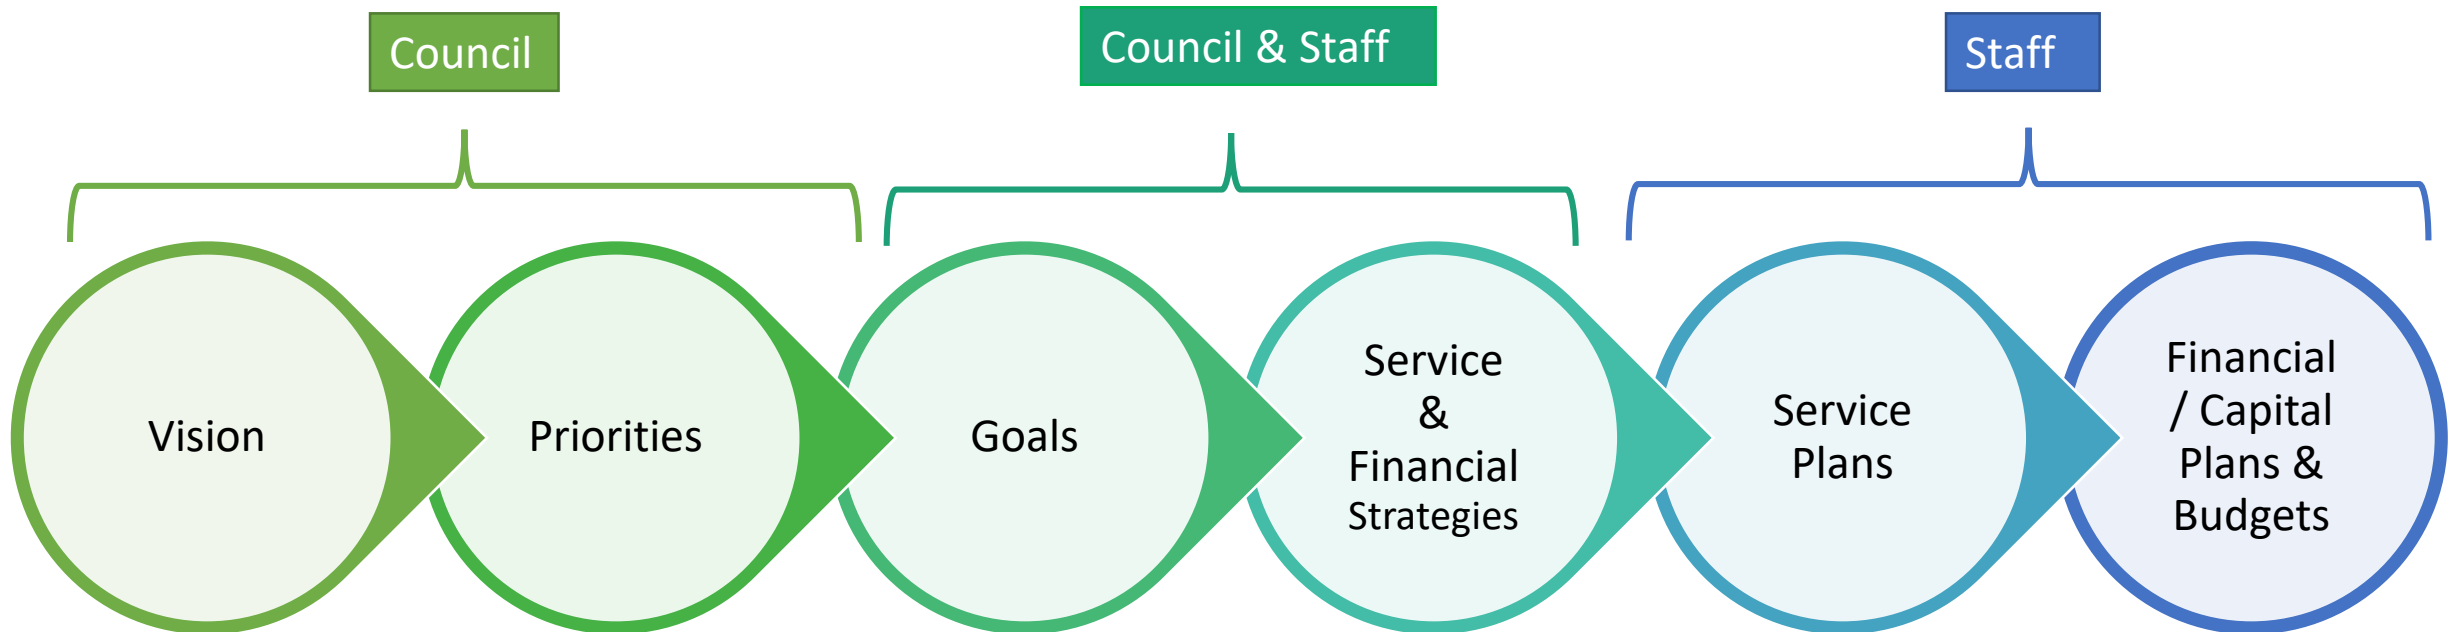 Council
Council & Staff
Staff
Vision
Priorities
Goals
Service
&
Financial
Strategies
Service
Plans
Financial
/ Capital
Plans &
Budgets